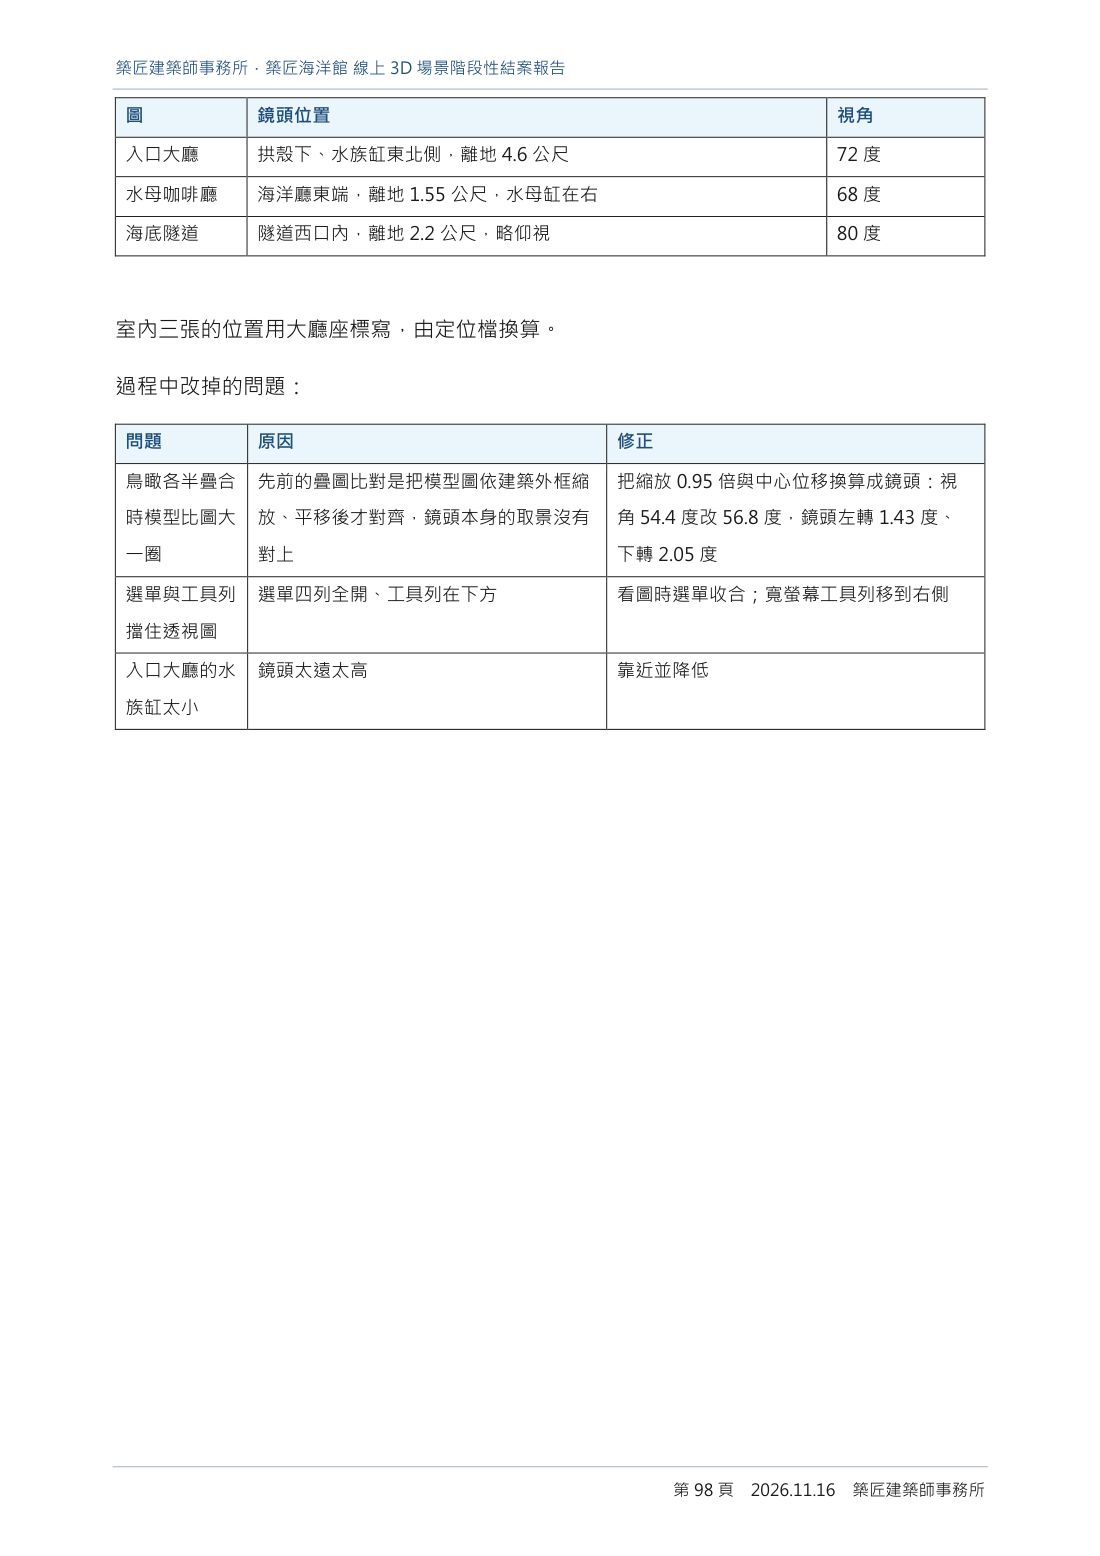 築匠建築師事務所．築匠海洋館 線上 3D 場景階段性結案報告
圖 鏡頭位置 視角
入口大廳 拱殼下、水族缸東北側，離地 4.6 公尺 72 度
水母咖啡廳 海洋廳東端，離地 1.55 公尺，水母缸在右 68 度
海底隧道 隧道西口內，離地 2.2 公尺，略仰視 80 度
室內三張的位置用大廳座標寫，由定位檔換算。
過程中改掉的問題：
問題 原因 修正
鳥瞰各半疊合 先前的疊圖比對是把模型圖依建築外框縮 把縮放 0.95 倍與中心位移換算成鏡頭：視
時模型比圖大 放、平移後才對齊，鏡頭本身的取景沒有 角 54.4 度改 56.8 度，鏡頭左轉 1.43 度、
一圈 對上 下轉 2.05 度
選單與工具列 選單四列全開、工具列在下方 看圖時選單收合；寬螢幕工具列移到右側
擋住透視圖
入口大廳的水 鏡頭太遠太高 靠近並降低
族缸太小
第 98 頁 2026.11.16 築匠建築師事務所